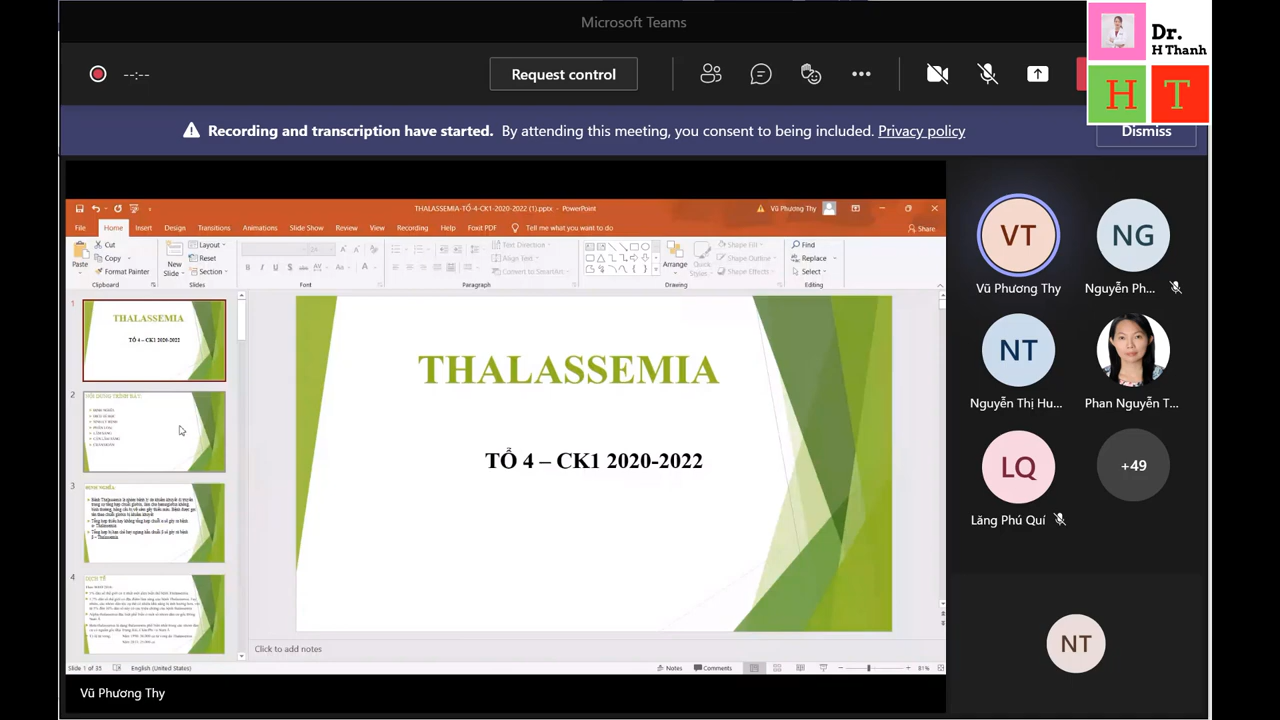 Microsoft Teams
Dr.
H Thanh
H T
--:--
Request control
Recording and transcription have started. By attending this meeting, you consent to being included. Privacy policy
Dismiss
THALASSEMIA-TỔ-4-CK1-2020-2022 (1).pptx - PowerPoint
Vũ Phương Thy
File Home Insert Design Transitions Animations Slide Show Review View Recording Help Foxit PDF Tell me what you want to do
Share
Paste
Cut
Copy
Format Painter
Clipboard
New
Slide
Layout
Reset
Section
Slides
Font
Text Direction
Align Text
Convert to SmartArt
Paragraph
Arrange
Quick
Styles
Shape Fill
Shape Outline
Shape Effects
Drawing
Find
Replace
Select
Editing
1
THALASSEMIA
TỔ 4 – CK1 2020-2022
2
3
4
THALASSEMIA
TỔ 4 – CK1 2020-2022
Click to add notes
Slide 1 of 35
English (United States)
Notes
Comments
81%
Vũ Phương Thy
VT
Vũ Phương Thy
NG
Nguyễn Ph...
NT
Nguyễn Thị Hu...
Phan Nguyễn T...
LQ
Lăng Phú Quí
+49
NT